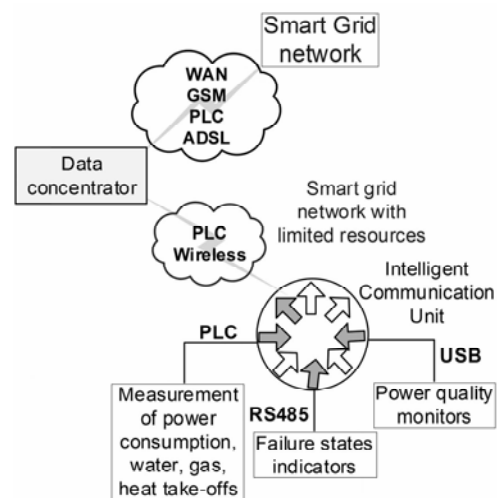 Smart Grid
network
WAN
GSM
PLC
ADSL
Data
concentrator
Smart grid
network with
limited resources
PLC
Wireless
Intelligent
Communication
Unit
PLC
USB
RS485
Measurement
of power
consumption,
water, gas,
heat take-offs
Failure states
indicators
Power quality
monitors